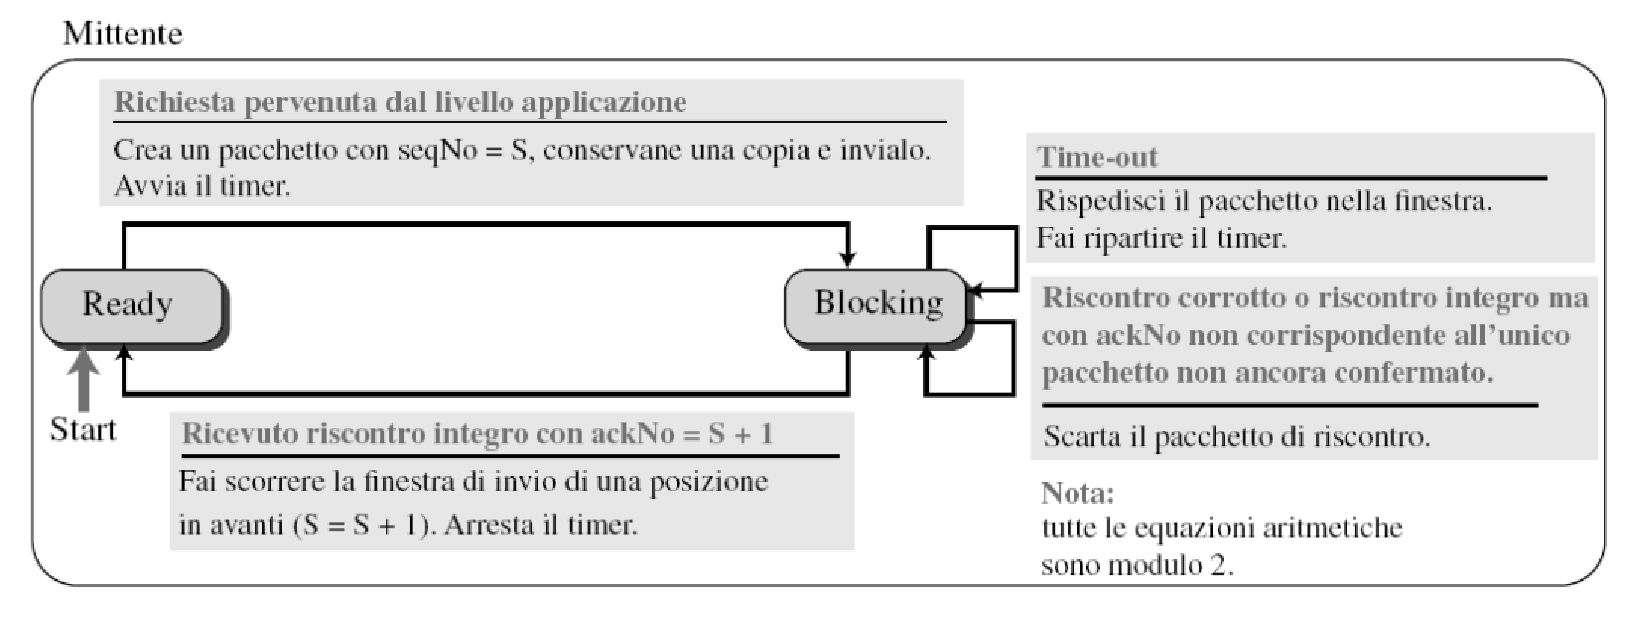 Mittente
Richiesta pervenuta dal livello applicazione
Crea un pacchetto con seqNo = S, conservane una copia e invialo.
Avvia il timer.
Time-out
Rispedisci il pacchetto nella finestra.
Fai ripartire il timer.
Ready
Blocking
Riscontro corrotto o riscontro integro ma
con ackNo non corrispondente all'unico
pacchetto non ancora confermato.
Scarta il pacchetto di riscontro.
Start
Ricevuto riscontro integro con ackNo = S + 1
Fai scorrere la finestra di invio di una posizione
in avanti (S = S + 1). Arresta il timer.
Nota:
tutte le equazioni aritmetiche
sono modulo 2.